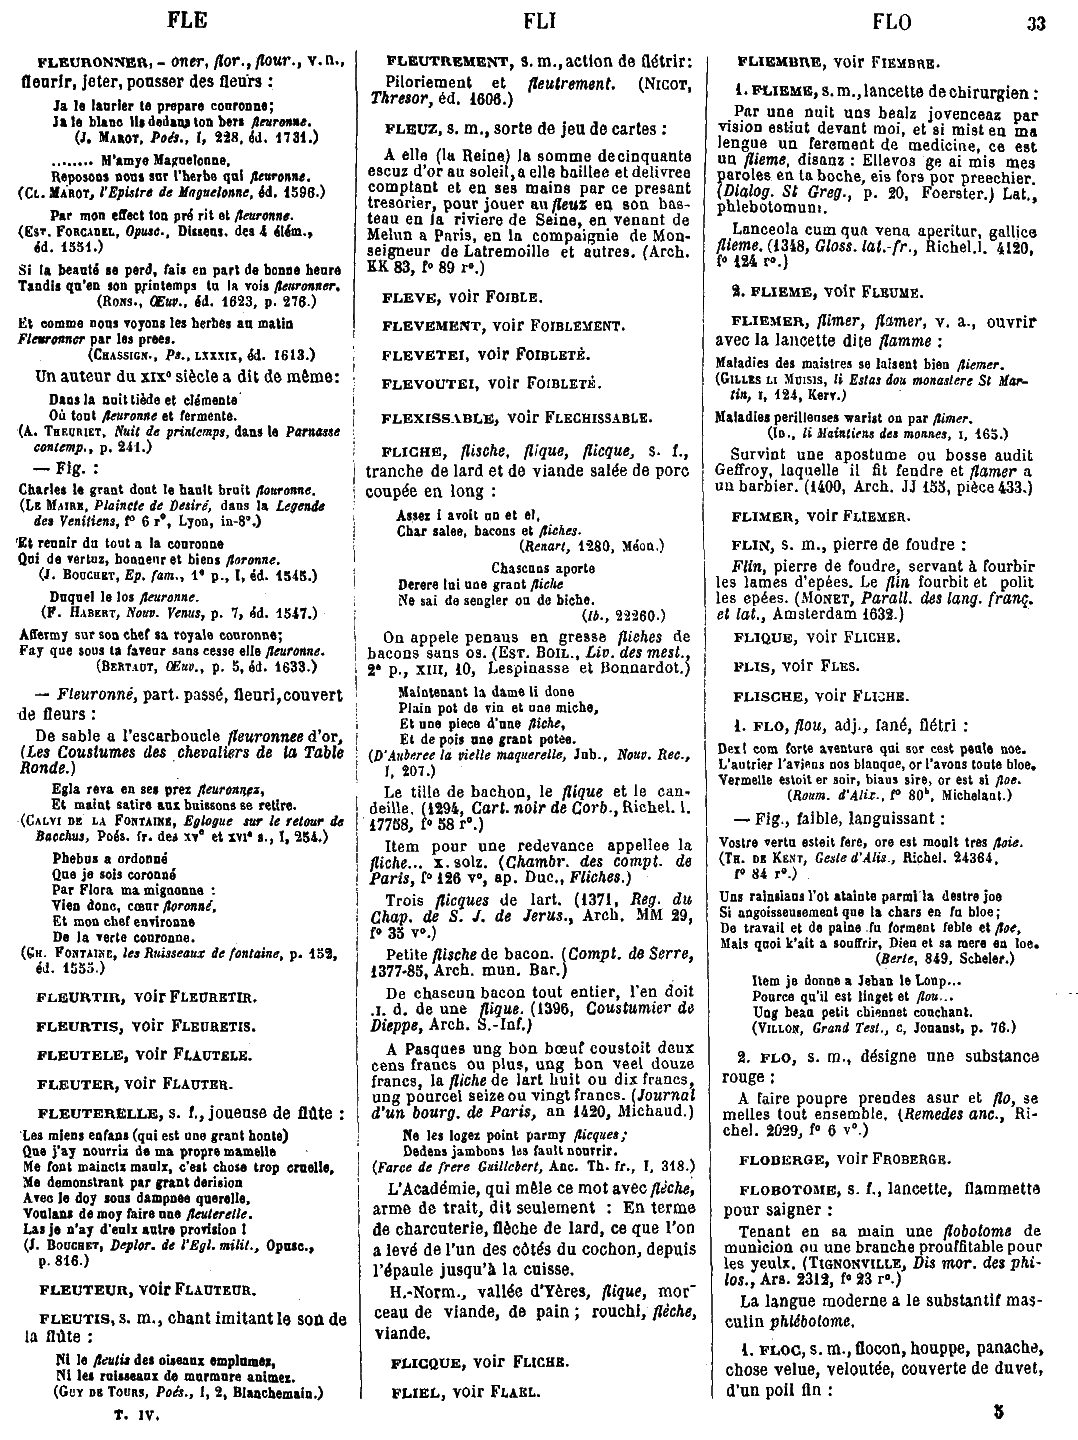 FLE
FLI
FLO
33
FLEURONNER, - oner, flor., flour., v. n.,
fleurir, jeter, pousser des fleurs :
Ja le laurier te prepare couronne;
Ja le blanc lis dedans ton bers fleuronne.
(J. MAROT, Poés., I, 228, éd. 1731.)
........ M'amye Maguelonne,
Reposons nous sur l'herbe qui fleuronne.
(CL. MAROT, l'Epistre de Maguelonne, éd. 1596.)
Par mon effect ton pré rit et fleuronne.
(EST. FORCADEL, Opusc., Dissens. des 4 élém.,
éd. 1551.)
Si la beauté se perd, fais en part de bonne heure
Tandis qu'en son printemps tu la vois fleuronner.
(RONS., Œuv., éd. 1623, p. 276.)
Et comme nous voyons les herbes au matin
Fleuronner par les prees.
(CHASSIGN., Ps., LXXXIX, éd. 1613.)
Un auteur du XIXe siècle a dit de même:
Dans la nuit tiède et clémente
Où tout fleuronne et fermente.
(A. THEURIET, Nuit de printemps, dans le Parnasse
contemp., p. 241.)
— Fig. :
Charles le grant dont le hault bruit flouronne.
(LE MAIRE, Plaincte de Desiré, dans la Legende
des Venitiens, f° 6 r°, Lyon, in-8°.)
Et reunir du tout a la couronne
Qui de vertuz, honneur et biens floronne.
(J. BOUCHET, Ep. fam., 1e p., I, éd. 1545.)
Duquel le los fleuronne.
(F. HABERT, Nouv. Venus, p. 7, éd. 1547.)
Affermy sur son chef sa royale couronne;
Fay que sous ta faveur sans cesse elle fleuronne.
(BERTAUT, Œuv., p. 5, éd. 1633.)
— Fleuronné, part. passé, fleuri, couvert
de fleurs :
De sable a l'escarboucle fleuronnee d'or,
(Les Coustumes des chevaliers de la Table
Ronde.)
Egla reva en ses prez fleuronnez,
Et maint satire aux buissons se retire.
(CALVI DE LA FONTAINE, Eglogue sur le retour de
Bacchus, Poés. fr. des XVe et XVIe s., I, 254.)
Phebus a ordonné
Que je sois coronné
Par Flora ma mignonne :
Vien donc, cœur floronné,
Et mon chef environne
De la verte couronne.
(CH. FONTAINE, les Ruisseaux de fontaine, p. 152,
éd. 1555.)
FLEURTIR, voir FLEURETIR.
FLEURTIS, voir FLEURETIS.
FLEUTELE, voir FLAUTELE.
FLEUTER, voir FLAUTER.
FLEUTERELLE, s. f., joueuse de flûte :
Les miens enfans (qui est une grant honte)
Que j'ay nourriz de ma propre mamelle
Me font mainctz maulx, c'est chose trop cruelle,
Me demonstrant par grant derision
Avec le doy sous dampnee querelle,
Voulans de moy faire une fleuterelle.
Las je n'ay d'eulx autre provision !
(J. BOUCHET, Deplor. de l'Egl. milit., Opusc.,
p. 816.)
FLEUTEUR, voir FLAUTEUR.
FLEUTIS, s. m., chant imitant le son de
la flûte :
Ni le fleutis des oiseaux emplumez,
Ni les ruisseaux de murmure animez.
(GUY DE TOURS, Poés., I, 2, Blanchemain.)
T. IV.
FLEUTREMENT, s. m., action de flétrir:
Piloriement et fleutrement. (NICOT,
Thresor, éd. 1606.)
FLEUZ, s. m., sorte de jeu de cartes :
A elle (la Reine) la somme de cinquante
escuz d'or au soleil, a elle baillee et delivree
comptant et en ses mains par ce presant
tresorier, pour jouer au fleuz en son bas-
teau en la riviere de Seine, en venant de
Melun a Paris, en la compaignie de Mon-
seigneur de Latremoille et autres. (Arch.
KK 83, f° 89 r°.)
FLEVE, voir FOIBLE.
FLEVEMENT, voir FOIBLEMENT.
FLEVETEI, voir FOIBLETÉ.
FLEVOUTEI, voir FOIBLETÉ.
FLEXISSABLE, voir FLECHISSABLE.
FLICHE, flische, flique, flicque, s. f.,
tranche de lard et de viande salée de porc
coupée en long :
Assez i avoit un et el,
Char salee, bacons et fliches.
(Renart, 1280, Méon.)
Chascuns aporte
Derere lui une grant fliche
Ne sai de sengler ou de biche.
(Ib., 22260.)
On appele penaus en gresse fliches de
bacons sans os. (EST. BOIL., Liv. des mest.,
2e p., XIII, 10, Lespinasse et Bonnardot.)
Maintenant la dame li done
Plain pot de vin et une miche,
Et une piece d'une fliche,
Et de pois une grant potee.
(D'Auberee la vielle maquerelle, Jub., Nouv. Rec.,
I, 207.)
Le tille de bachon, le flique et le can-
deille. (1294, Cart. noir de Corb., Richel. l.
17758, f° 58 r°.)
Item pour une redevance appellee la
fliche... x. solz. (Chambr. des compt. de
Paris, f° 126 v°, ap. Duc., Fliches.)
Trois flicques de lart. (1371, Reg. du
Chap. de S. J. de Jerus., Arch. MM 29,
f° 35 v°.)
Petite flische de bacon. (Compt. de Serre,
1377-85, Arch. mun. Bar.)
De chascun bacon tout entier, l'en doit
.I. d. de une flique. (1396, Coustumier de
Dieppe, Arch. S.-Inf.)
A Pasques ung bon bœuf coustoit deux
cens francs ou plus, ung bon veel douze
francs, la fliche de lart huit ou dix francs,
ung pourcel seize ou vingt francs. (Journal
d'un bourg. de Paris, an 1420, Michaud.)
Ne les logez point parmy flicques;
Dedens jambons les fault nourrir.
(Farce de frere Guillebert, Anc. Th. fr., I, 318.)
L'Académie, qui mêle ce mot avec flèche,
arme de trait, dit seulement : En terme
de charcuterie, flèche de lard, ce que l'on
a levé de l'un des côtés du cochon, depuis
l'épaule jusqu'à la cuisse.
H.-Norm., vallée d'Yères, flique, mor-
ceau de viande, de pain ; rouchi, flèche,
viande.
FLICQUE, voir FLICHE.
FLIEL, voir FLAEL.
FLIEMBRE, voir FIEMBRE.
1. FLIEME, s. m., lancette de chirurgien :
Par une nuit uns bealz jovenceaz par
vision estiut devant moi, et si mist en ma
lengue un ferement de medicine, ce est
un flieme, disanz : Ellevos ge ai mis mes
paroles en ta boche, eis fors por preechier.
(Dialog. St Greg., p. 20, Foerster.) Lat.,
phlebotomum.
Lanceola cum qua vena aperitur, gallice
flieme. (1348, Gloss. lat.-fr., Richel. l. 4120,
f° 124 r°.)
2. FLIEME, voir FLEUME.
FLIEMER, flimer, flamer, v. a., ouvrir
avec la lancette dite flamme :
Maladies des maistres se laisent bien fliemer.
(GILLES LI MUISIS, li Estas dou monastere St Mar-
tin, I, 124, Kerv.)
Maladies perilleuses warist on par flimer.
(ID., li Maintiens des monnes, I, 165.)
Survint une apostume ou bosse audit
Geffroy, laquelle il fit fendre et flamer a
un barbier. (1400, Arch. JJ 155, pièce 433.)
FLIMER, voir FLIEMER.
FLIN, s. m., pierre de foudre :
Flin, pierre de foudre, servant à fourbir
les lames d'epées. Le flin fourbit et polit
les epées. (MONET, Parall. des lang. franç.
et lat., Amsterdam 1632.)
FLIQUE, voir FLICHE.
FLIS, voir FLES.
FLISCHE, voir FLICHE.
1. FLO, flou, adj., fané, flétri :
Dex! com forte aventure qui sor cest peule noe.
L'autrier l'aviens nos blanque, or l'avons toute bloe,
Vermelle estoit er soir, biaus sire, or est si floe.
(Roum. d'Alix., f° 80b, Michelant.)
— Fig., faible, languissant :
Vostre vertu esteit fere, ore est moult tres floie.
(TH. DE KENT, Geste d'Alis., Richel. 24364,
f° 84 r°.)
Uns rainsians l'ot atainte parmi la destre joe
Si angoisseusement que la chars en fu bloe;
De travail et de paine fu forment feble et floe,
Mais quoi k'ait a souffrir, Dieu et sa mere en loe.
(Berte, 849, Scheler.)
Item je donne a Jehan le Loup...
Pource qu'il est linget et flou...
Ung beau petit chiennet couchant.
(VILLON, Grand Test., C, Jouaust, p. 76.)
2. FLO, s. m., désigne une substance
rouge :
A faire poupre prendes asur et flo, se
melles tout ensemble. (Remedes anc., Ri-
chel. 2029, f° 6 v°.)
FLOBERGE, voir FROBERGE.
FLOBOTOME, s. f., lancette, flammette
pour saigner :
Tenant en sa main une flobotome de
municion ou une branche prouffitable pour
les yeulx. (TIGNONVILLE, Dis mor. des phi-
los., Ars. 2312, f° 23 r°.)
La langue moderne a le substantif mas-
culin phlébotome.
1. FLOC, s. m., flocon, houppe, panache,
chose velue, veloutée, couverte de duvet,
d'un poil fin :
5